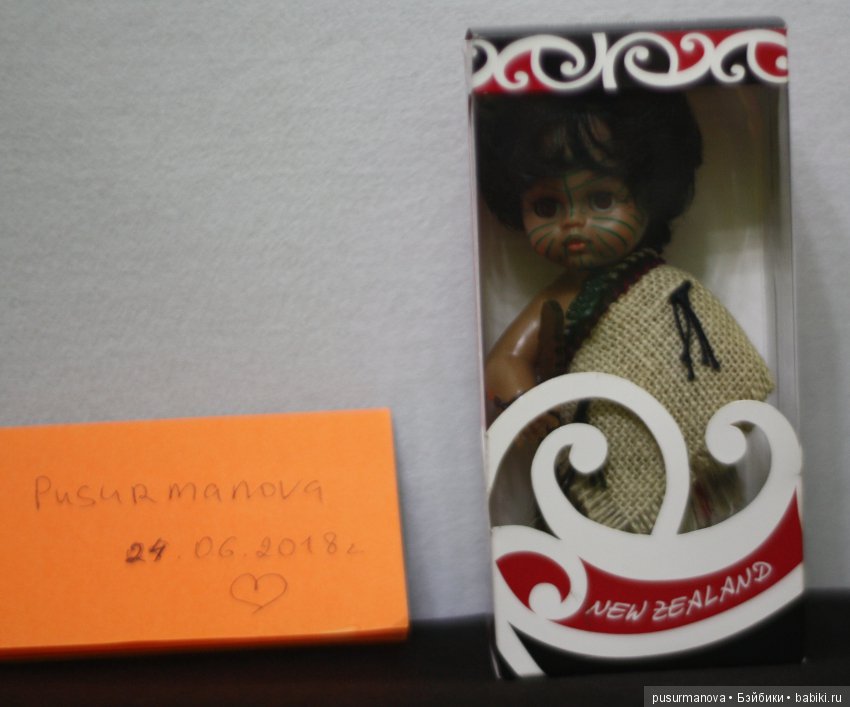 Pusurmanova
24.06.2018г
NEW ZEALAND
pusurmanova • Бэйбики • babiki.ru